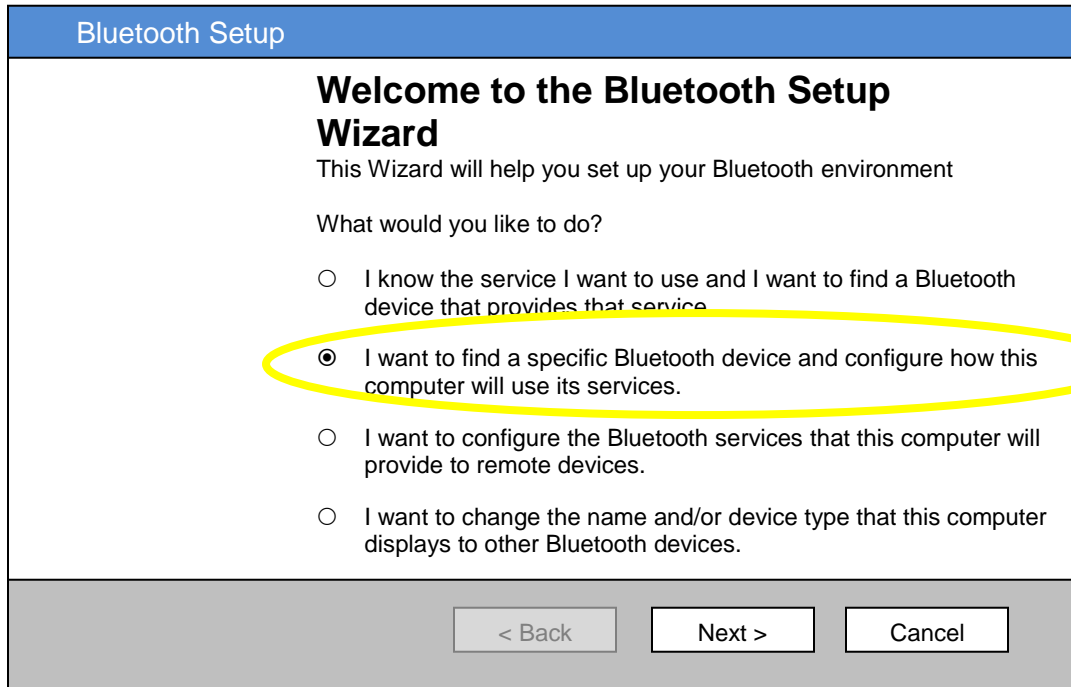 Bluetooth Setup
Welcome to the Bluetooth Setup
Wizard
This Wizard will help you set up your Bluetooth environment
What would you like to do?
I know the service I want to use and I want to find a Bluetooth
device that provides that service.
I want to find a specific Bluetooth device and configure how this
computer will use its services.
I want to configure the Bluetooth services that this computer will
provide to remote devices.
I want to change the name and/or device type that this computer
displays to other Bluetooth devices.
< Back Next > Cancel